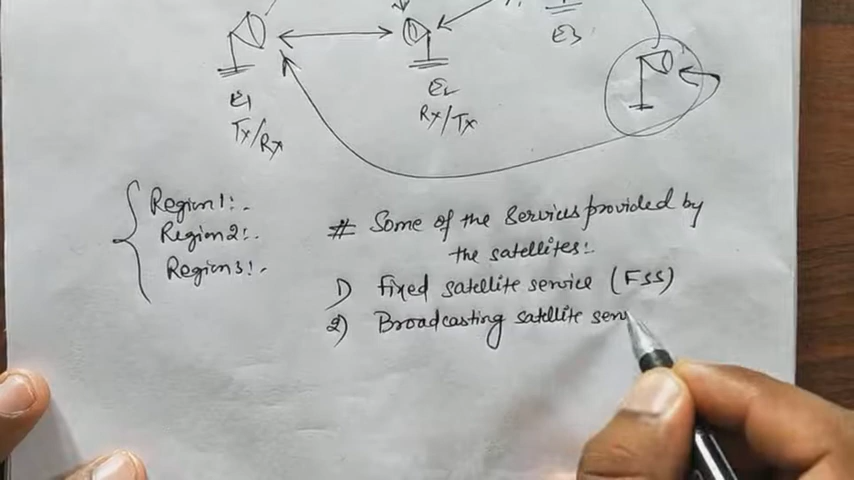 E1
Tx/Rx
E2
Rx/Tx
E3
Region1:-
Region2:-
Region3:-
# Some of the Services provided by
the satellites:-
1) Fixed satellite service (FSS)
2) Broadcasting satellite serv